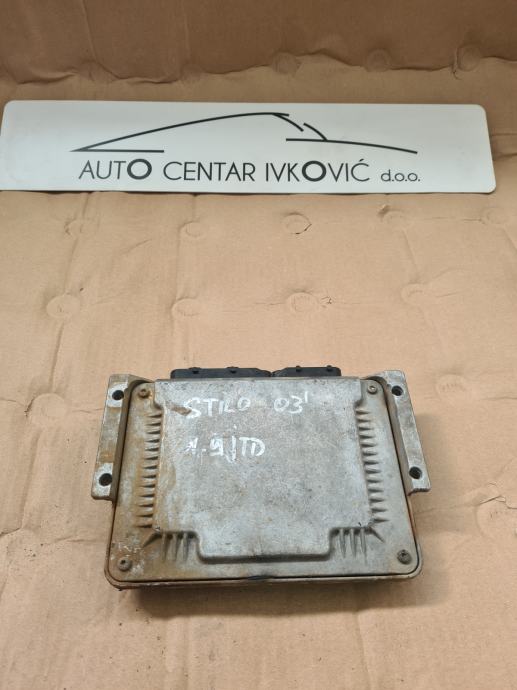 AUTO CENTAR IVKOVIĆ d.o.o.
STILO 03'
1.9JTD